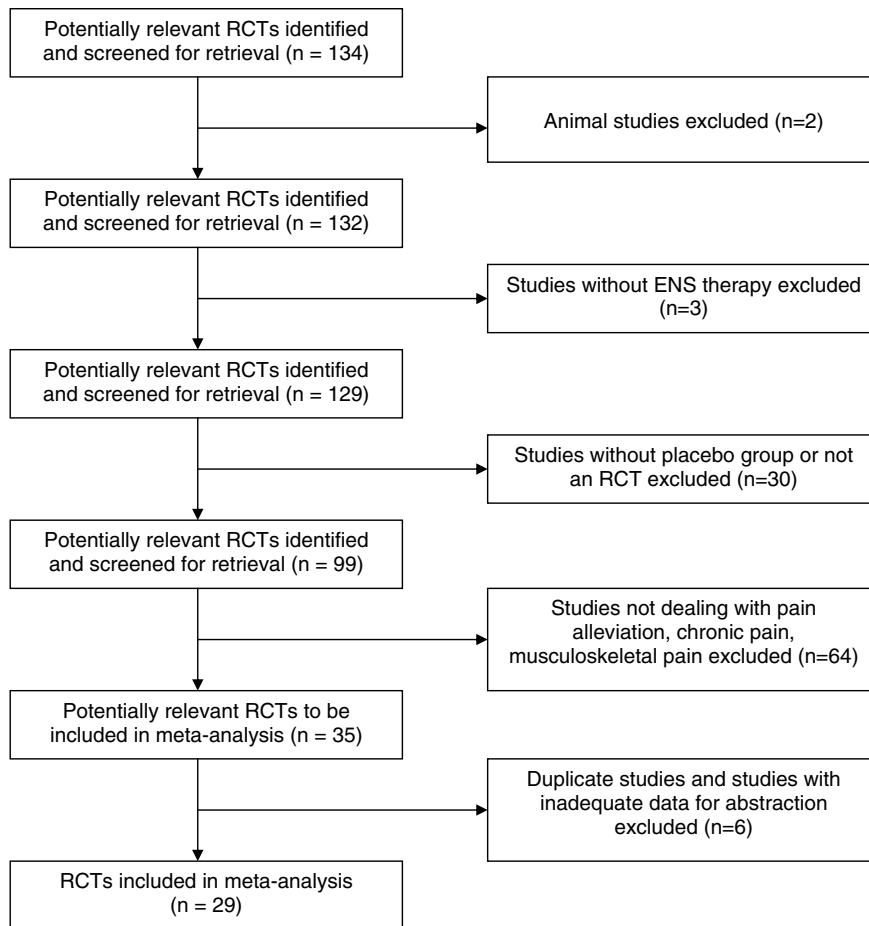 Potentially relevant RCTs identified
and screened for retrieval (n = 134)
Animal studies excluded (n=2)
Potentially relevant RCTs identified
and screened for retrieval (n = 132)
Studies without ENS therapy excluded
(n=3)
Potentially relevant RCTs identified
and screened for retrieval (n = 129)
Studies without placebo group or not
an RCT excluded (n=30)
Potentially relevant RCTs identified
and screened for retrieval (n = 99)
Studies not dealing with pain
alleviation, chronic pain,
musculoskeletal pain excluded (n=64)
Potentially relevant RCTs to be
included in meta-analysis (n = 35)
Duplicate studies and studies with
inadequate data for abstraction
excluded (n=6)
RCTs included in meta-analysis
(n = 29)